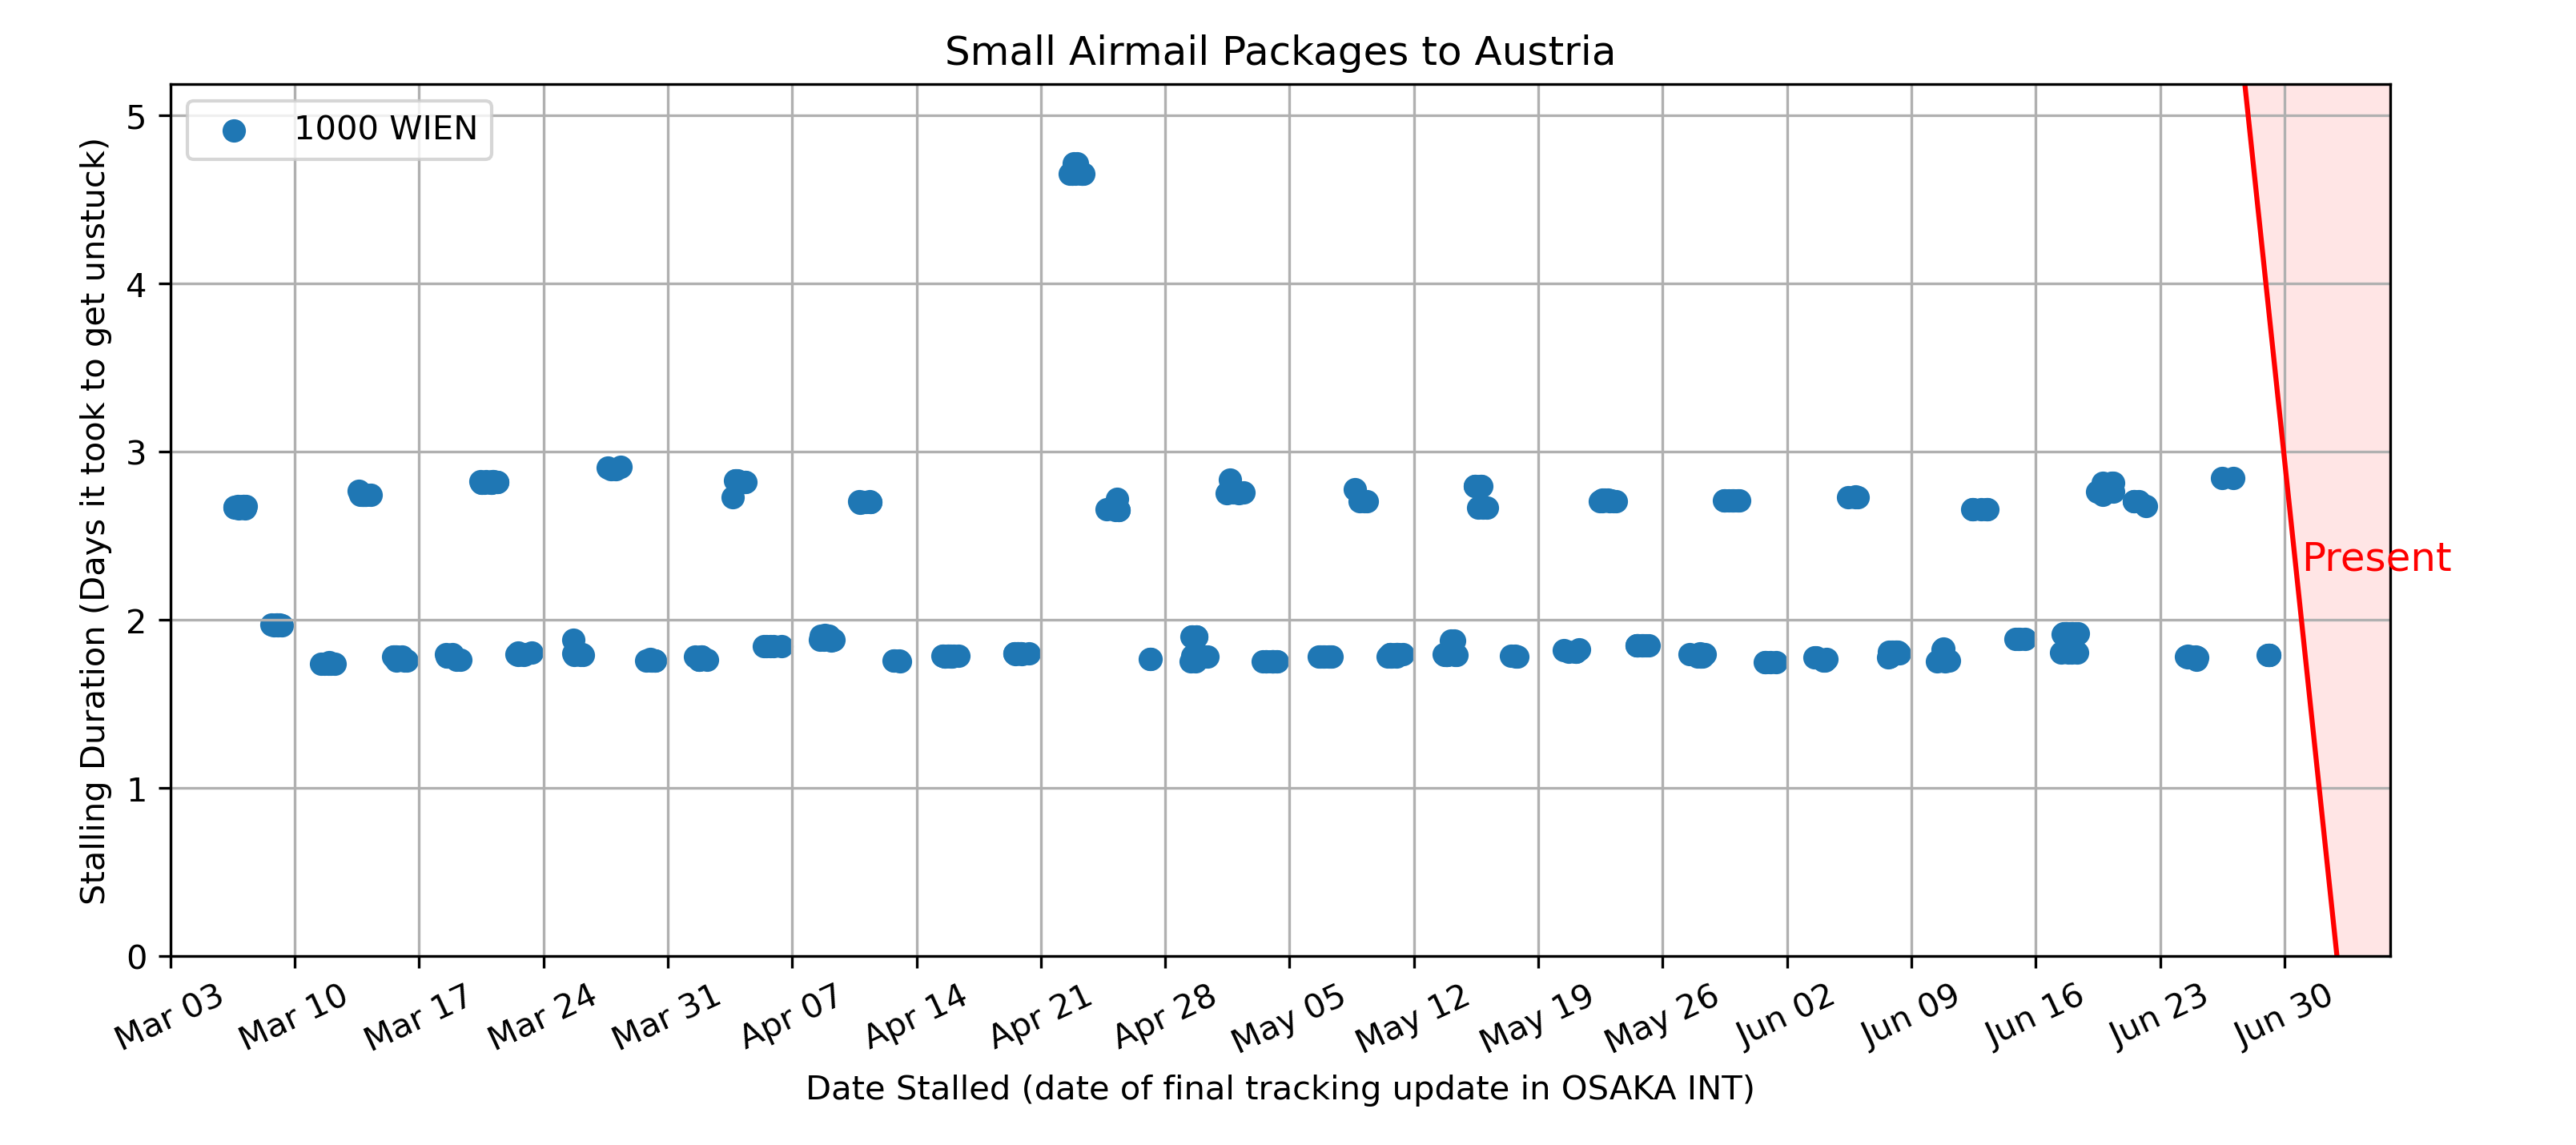 Small Airmail Packages to Austria
1000 WIEN
Stalling Duration (Days it took to get unstuck)
5
4
3
2
1
0
Present
Mar 03
Mar 10
Mar 17
Mar 24
Mar 31
Apr 07
Apr 14
Apr 21
Apr 28
May 05
May 12
May 19
May 26
Jun 02
Jun 09
Jun 16
Jun 23
Jun 30
Date Stalled (date of final tracking update in OSAKA INT)